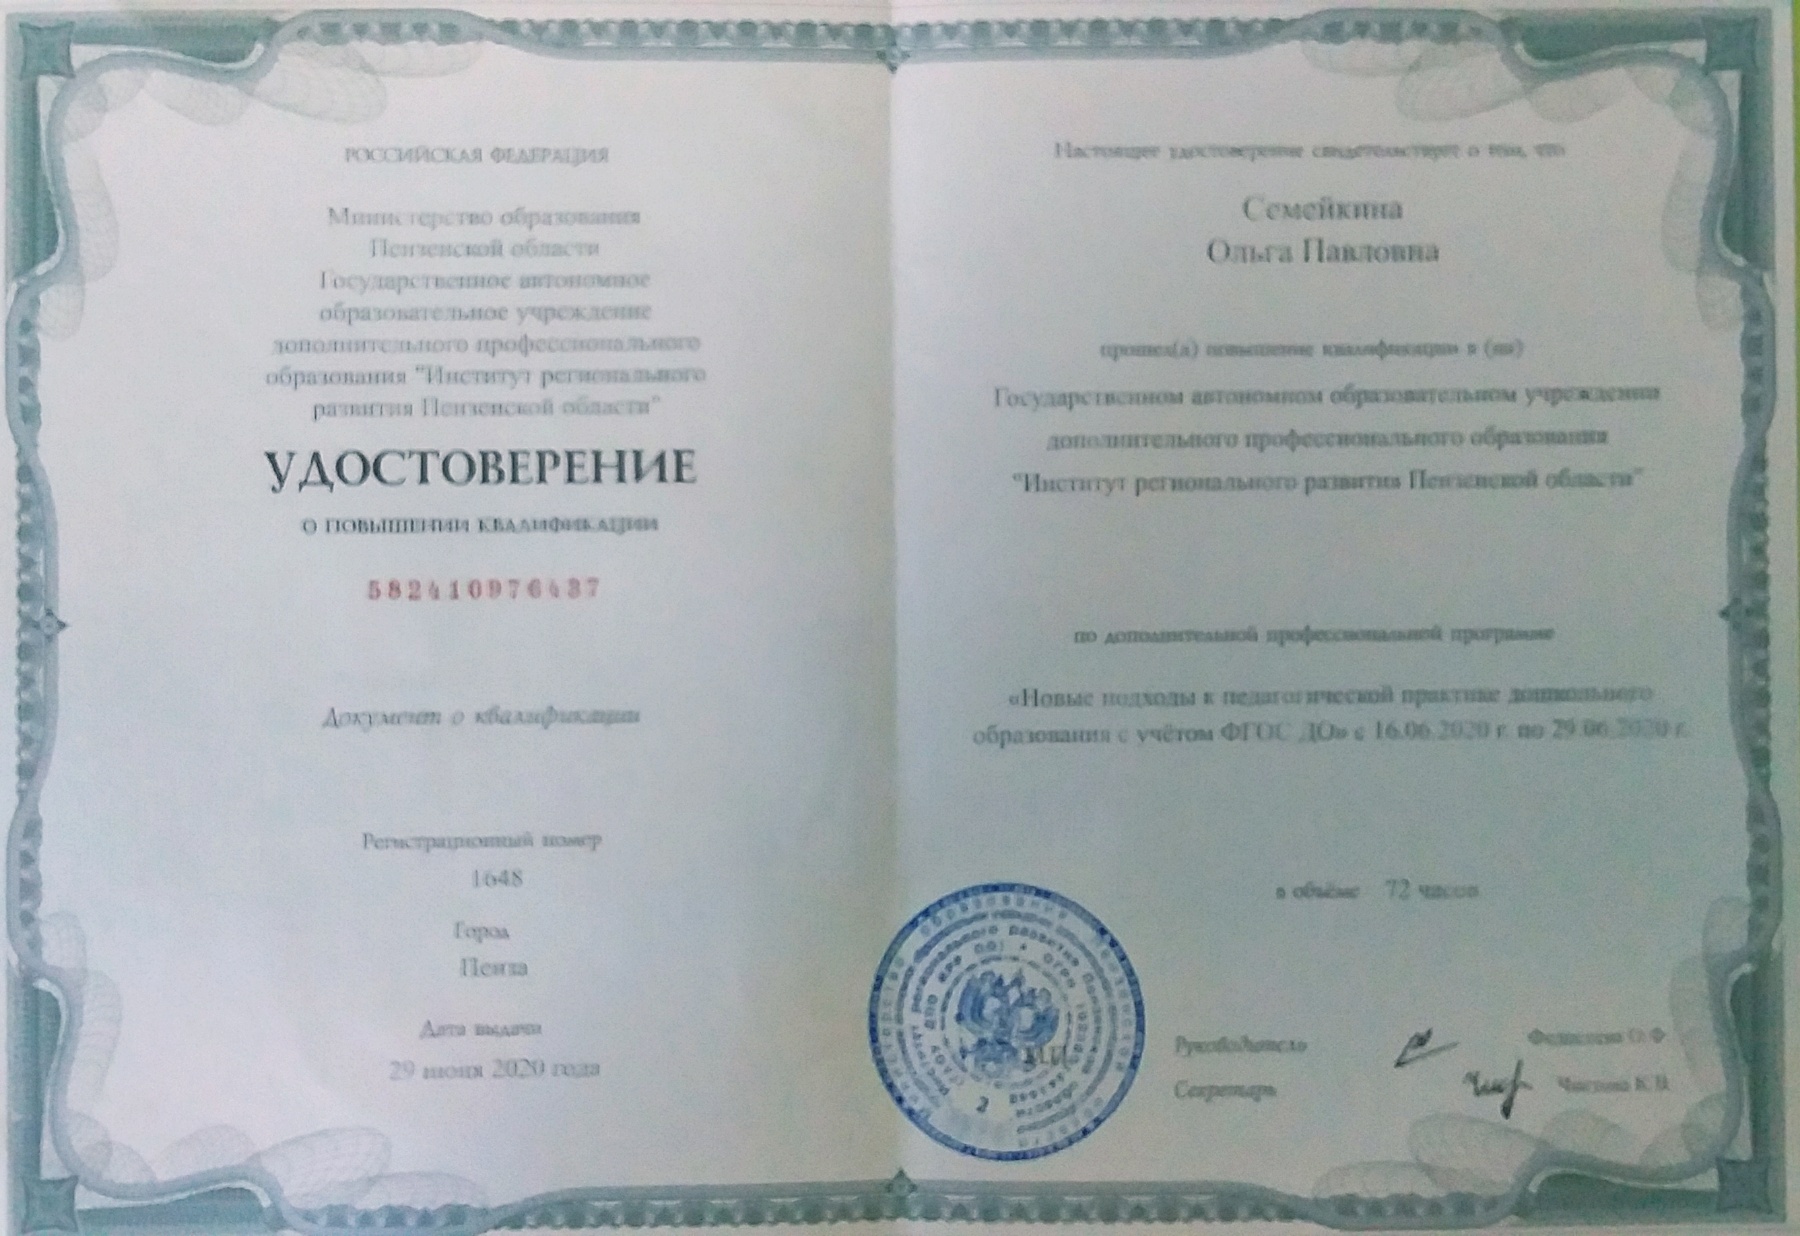 РОССИЙСКАЯ ФЕДЕРАЦИЯ
Министерство образования
Пензенской области
Государственное автономное
образовательное учреждение
дополнительного профессионального
образования "Институт регионального
развития Пензенской области"
УДОСТОВЕРЕНИЕ
О ПОВЫШЕНИИ КВАЛИФИКАЦИИ
582410976437
Документ о квалификации
Регистрационный номер
1648
Город
Пенза
Дата выдачи
29 июня 2020 года
Настоящее удостоверение свидетельствует о том, что
Семейкина
Ольга Павловна
прошел(а) повышение квалификации в (на)
Государственном автономном образовательном учреждении
дополнительного профессионального образования
"Институт регионального развития Пензенской области"
по дополнительной профессиональной программе
«Новые подходы к педагогической практике дошкольного
образования с учётом ФГОС ДО» с 16.06.2020 г. по 29.06.2020 г.
в объёме 72 часов
М.П.
Руководитель
Секретарь